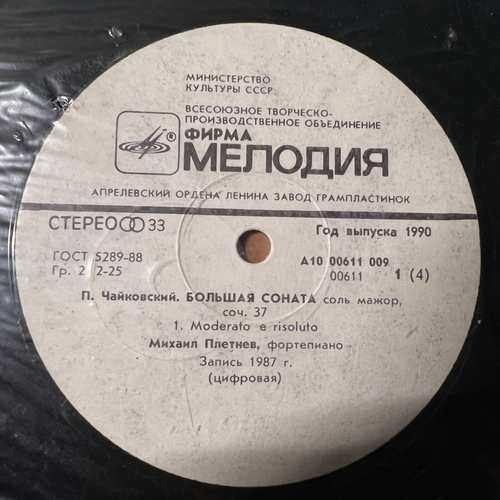 МИНИСТЕРСТВО
КУЛЬТУРЫ СССР
ВСЕСОЮЗНОЕ ТВОРЧЕСКО-
ПРОИЗВОДСТВЕННОЕ ОБЪЕДИНЕНИЕ
ФИРМА
® МЕЛОДИЯ
АПРЕЛЕВСКИЙ ОРДЕНА ЛЕНИНА ЗАВОД ГРАМПЛАСТИНОК
СТЕРЕО 33 Год выпуска 1990
ГОСТ 5289-88 А10 00611 009
Гр. 2 2-25 00611 1 (4)
П. Чайковский. БОЛЬШАЯ СОНАТА соль мажор,
соч. 37
1. Moderato e risoluto
Михаил Плетнев, фортепиано
Запись 1987 г.
(цифровая)